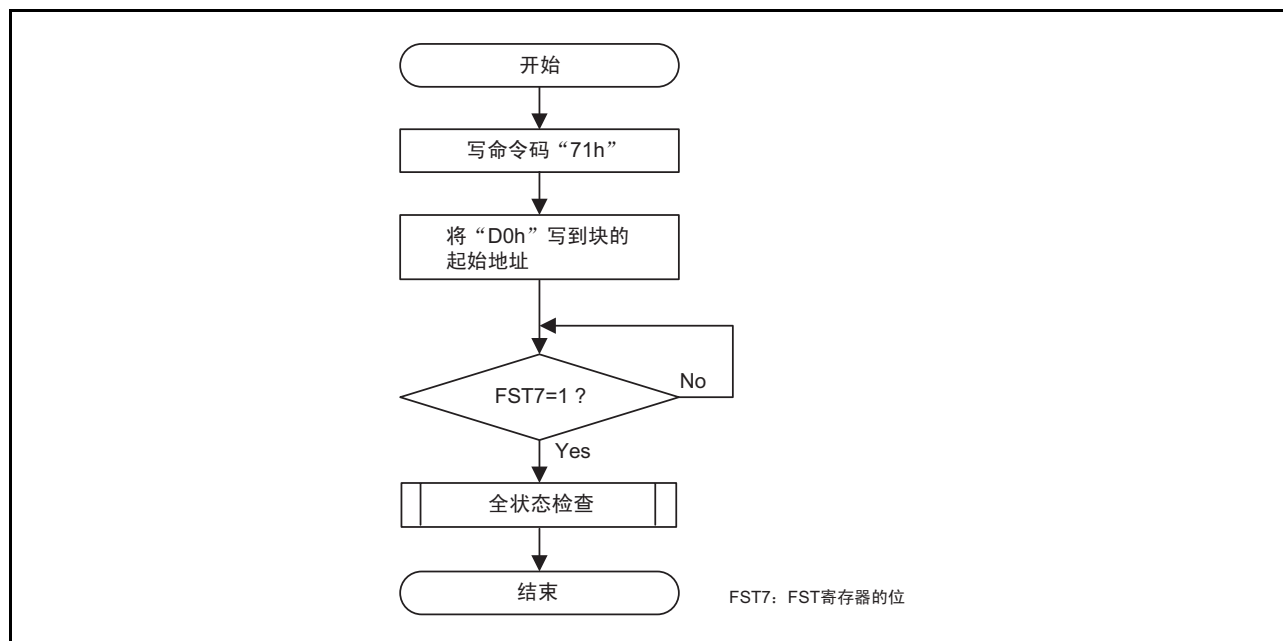 开始
写命令码“71h”
将“D0h”写到块的
起始地址
FST7=1 ?
No
Yes
全状态检查
结束
FST7：FST寄存器的位